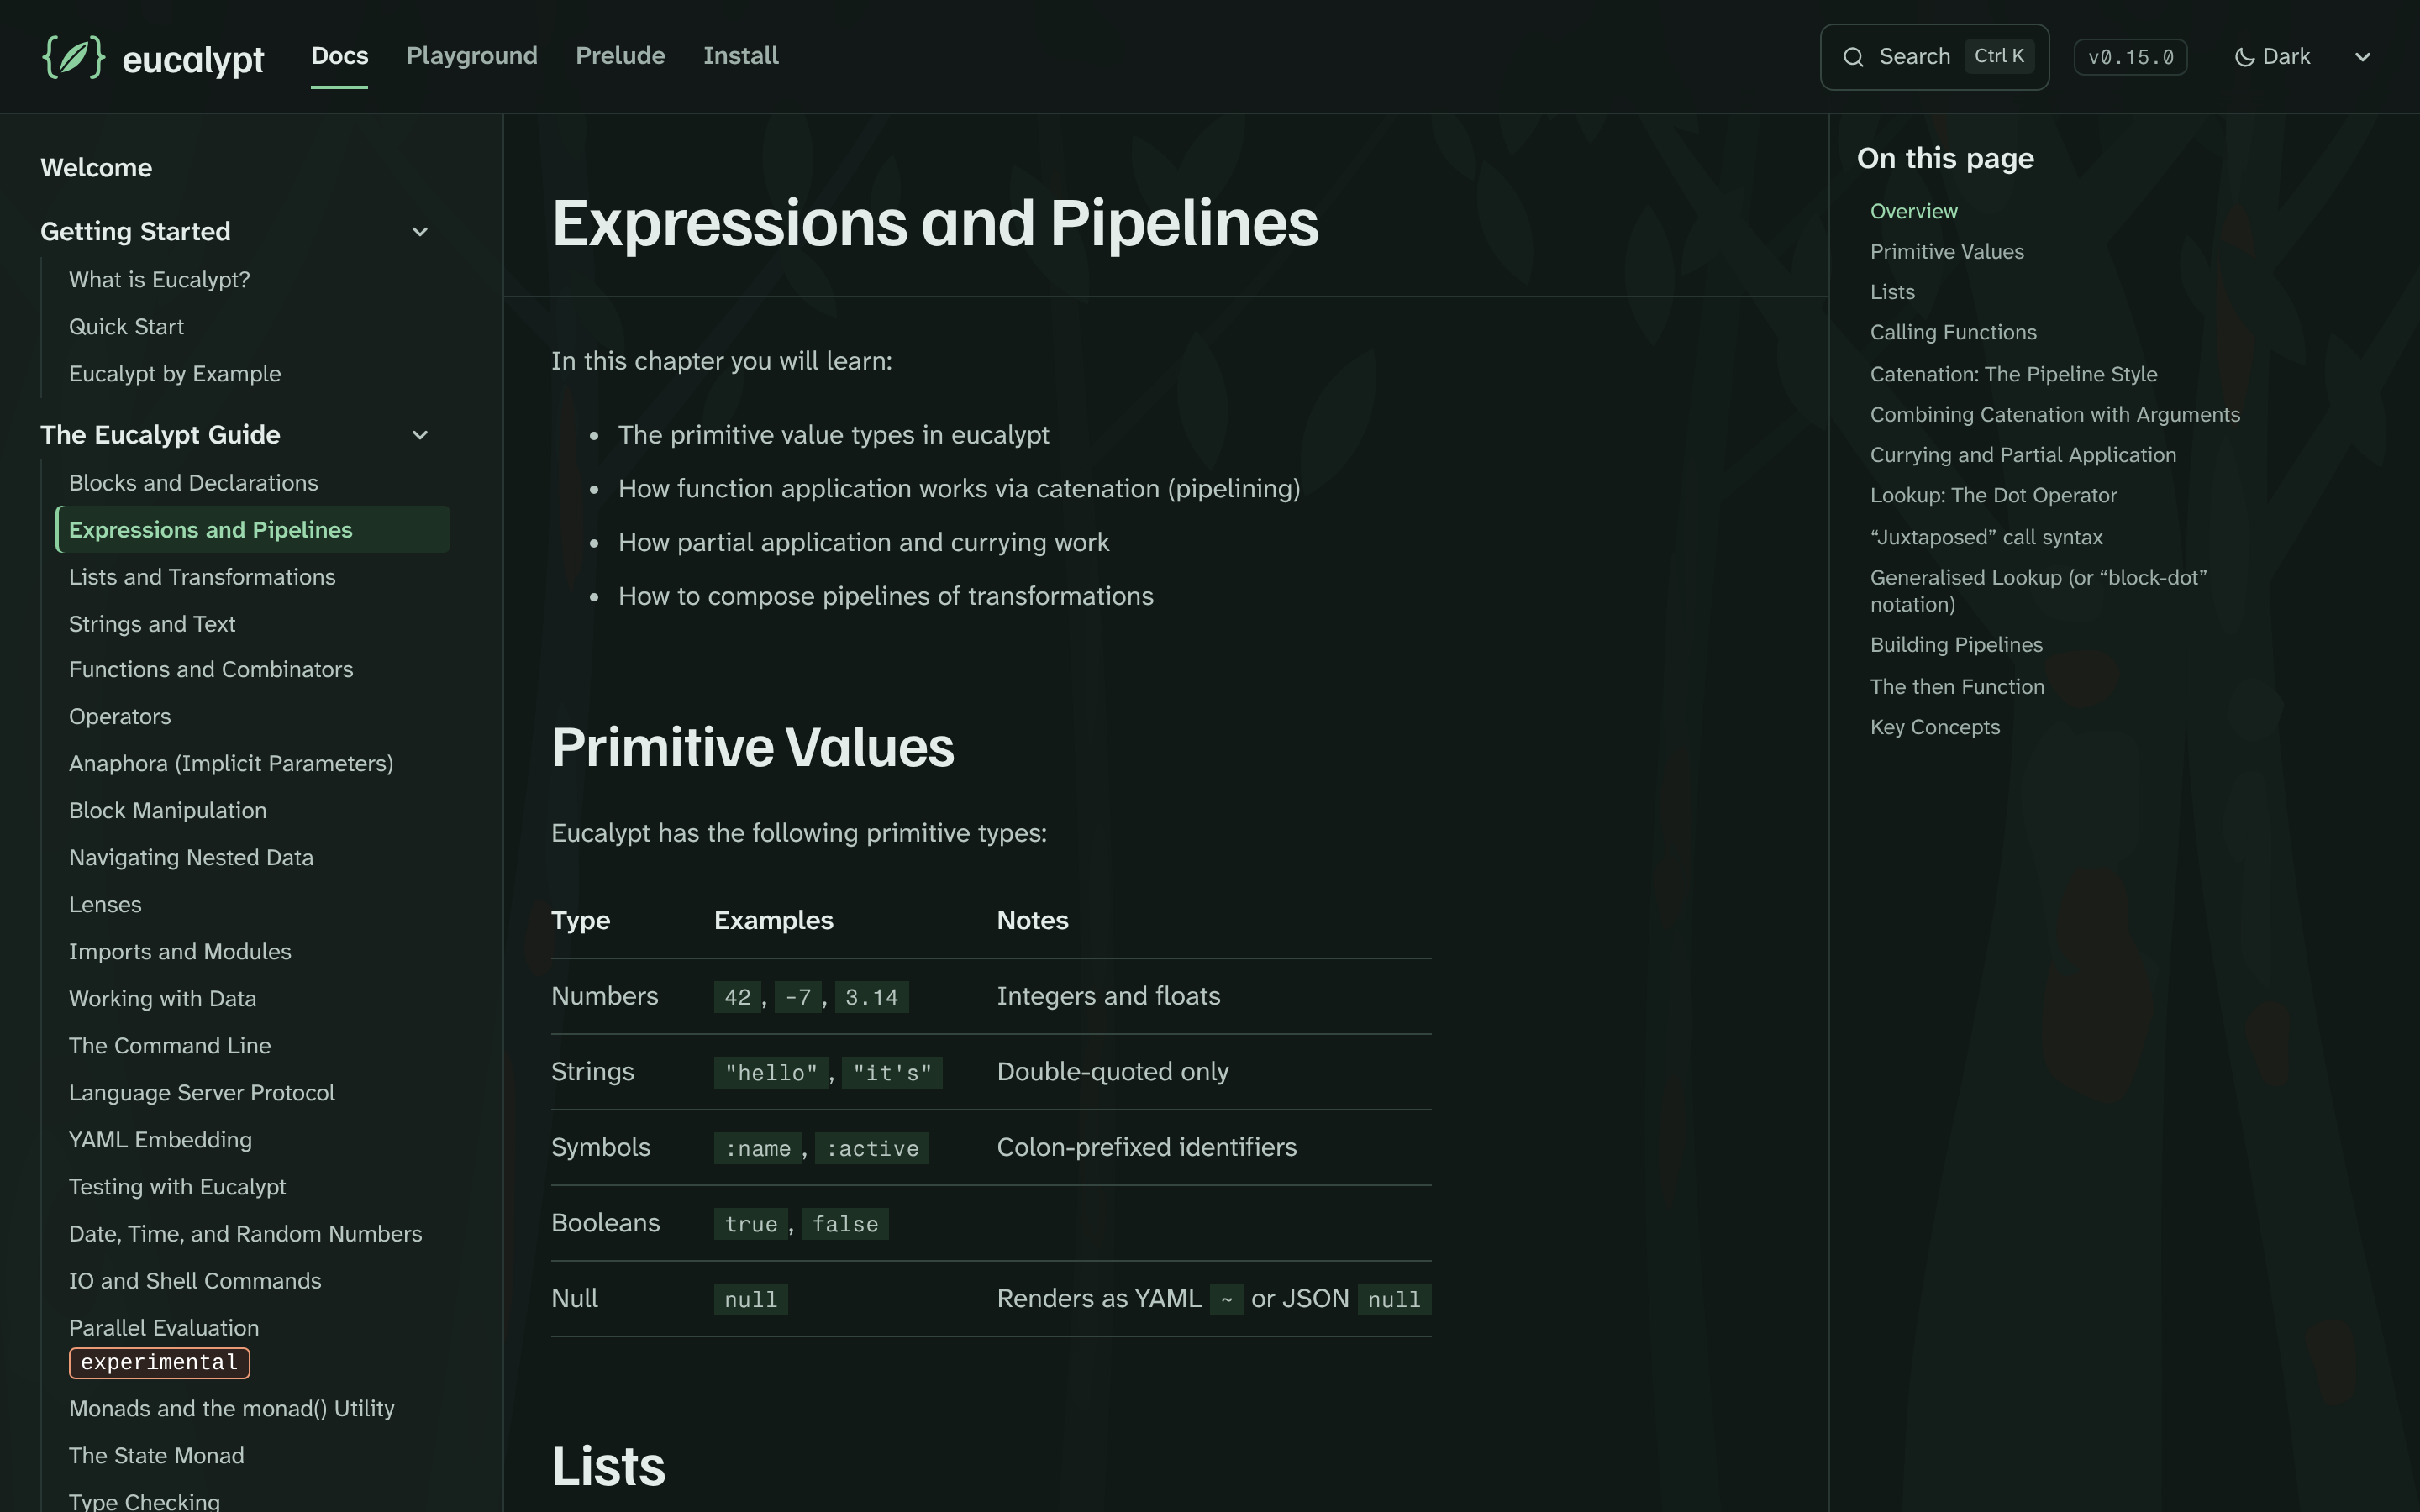 eucalypt
Docs
Playground
Prelude
Install
Search
Ctrl K
v0.15.0
Dark
Welcome
Getting Started
What is Eucalypt?
Quick Start
Eucalypt by Example
The Eucalypt Guide
Blocks and Declarations
Expressions and Pipelines
Lists and Transformations
Strings and Text
Functions and Combinators
Operators
Anaphora (Implicit Parameters)
Block Manipulation
Navigating Nested Data
Lenses
Imports and Modules
Working with Data
The Command Line
Language Server Protocol
YAML Embedding
Testing with Eucalypt
Date, Time, and Random Numbers
IO and Shell Commands
Parallel Evaluation
experimental
Monads and the monad() Utility
The State Monad
Type Checking
Expressions and Pipelines
In this chapter you will learn:
• The primitive value types in eucalypt
• How function application works via catenation (pipelining)
• How partial application and currying work
• How to compose pipelines of transformations
Primitive Values
Eucalypt has the following primitive types:
Type Examples Notes
Numbers 42, -7, 3.14 Integers and floats
Strings "hello", "it's" Double-quoted only
Symbols :name, :active Colon-prefixed identifiers
Booleans true, false
Null null Renders as YAML ~ or JSON null
Lists
On this page
Overview
Primitive Values
Lists
Calling Functions
Catenation: The Pipeline Style
Combining Catenation with Arguments
Currying and Partial Application
Lookup: The Dot Operator
“Juxtaposed” call syntax
Generalised Lookup (or “block-dot”
notation)
Building Pipelines
The then Function
Key Concepts